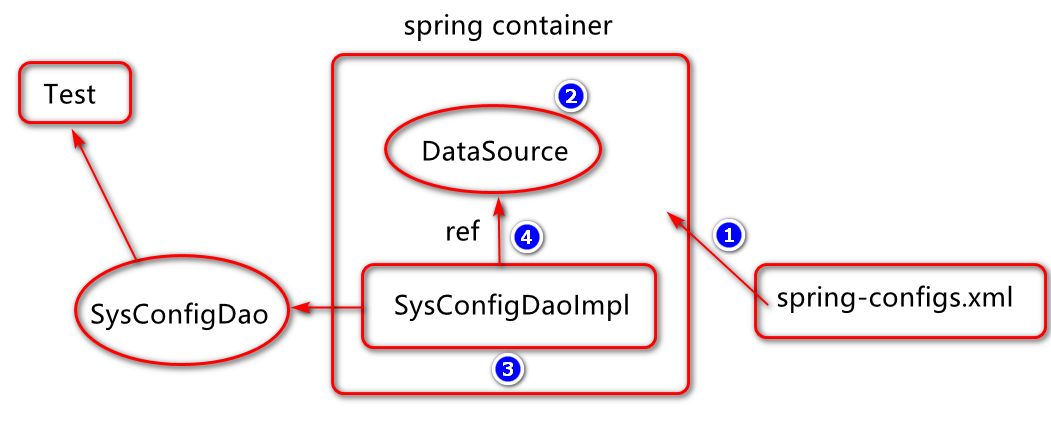 spring container
Test
2
DataSource
ref
4
1
spring-configs.xml
SysConfigDao
SysConfigDaoImpl
3